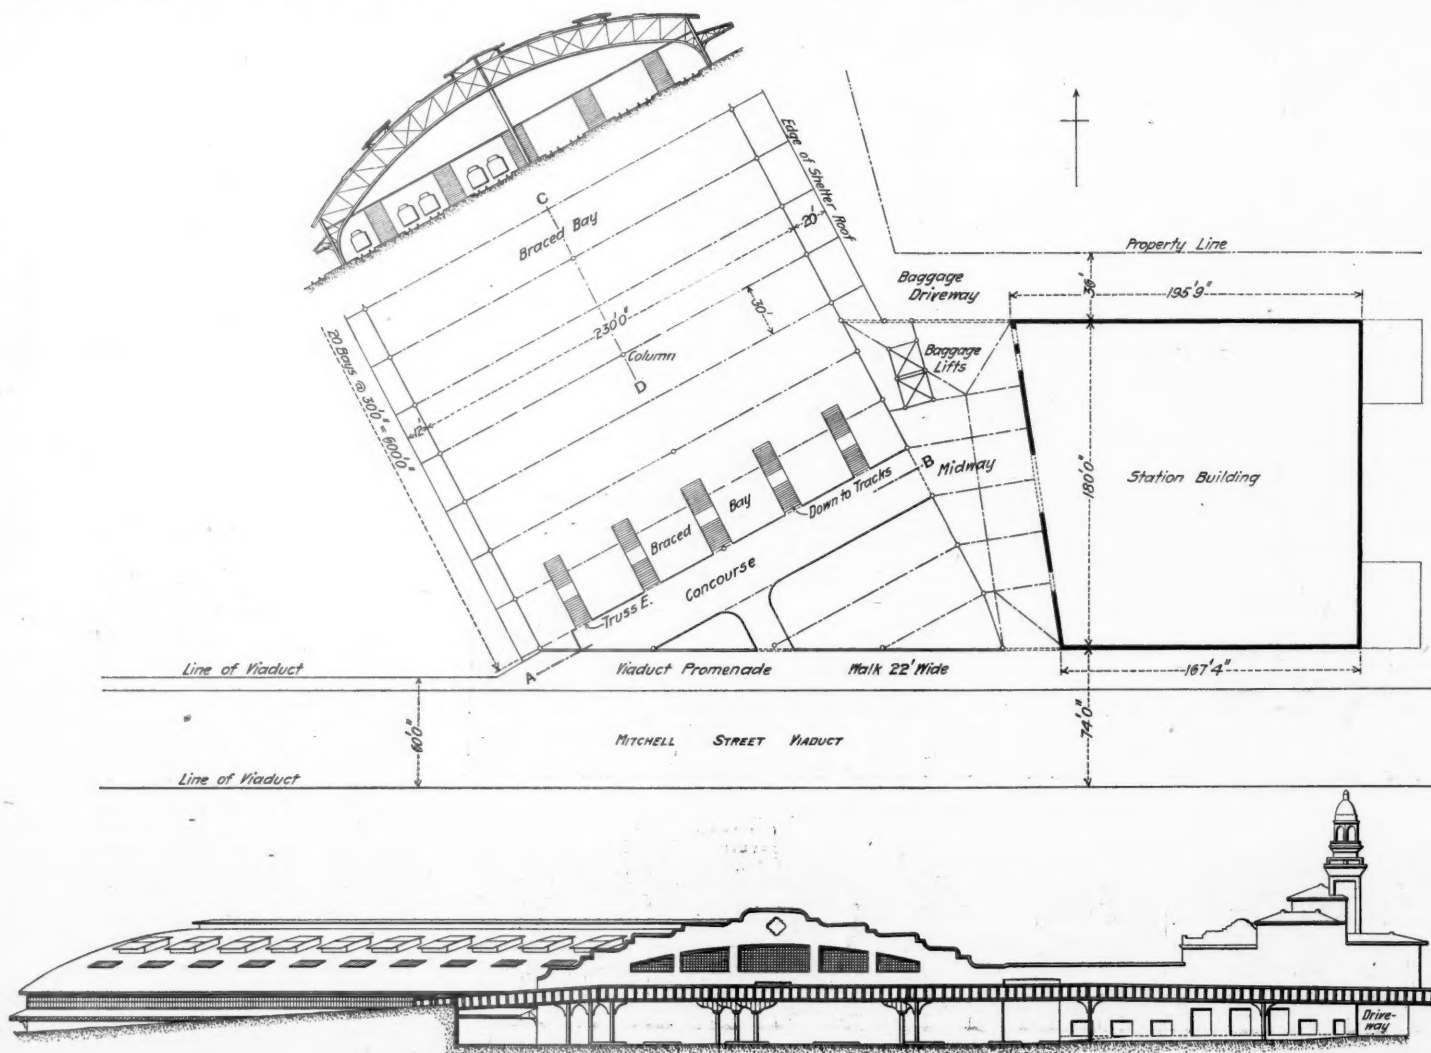 C
Braced Bay
Edge of Shelter Roof
20'
Property Line
Baggage
Driveway
36'
195'9"
30'
230'0"
20 Bays @ 30'0" = 600'0"
Column
D
Baggage
Lifts
12'
B
Midway
180'0"
Station Building
Down to Tracks
Braced Bay
Concourse
Truss E.
A
Line of Viaduct
Viaduct Promenade
Walk 22' Wide
167'4"
60'0"
74'0"
MITCHELL STREET VIADUCT
Line of Viaduct
Drive-
way